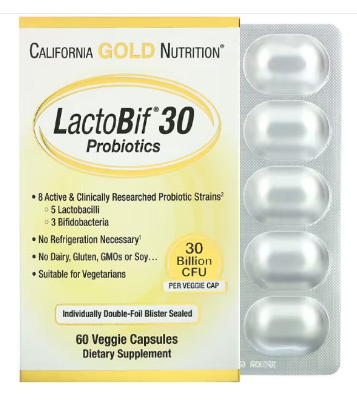 CALIFORNIA GOLD NUTRITION®
LactoBif® 30
Probiotics
• 8 Active & Clinically Researched Probiotic Strains²
○ 5 Lactobacilli
○ 3 Bifidobacteria
• No Refrigeration Necessary¹
• No Dairy, Gluten, GMOs or Soy…
• Suitable for Vegetarians
30
Billion
CFU
PER VEGGIE CAP
Individually Double-Foil Blister Sealed
60 Veggie Capsules
Dietary Supplement